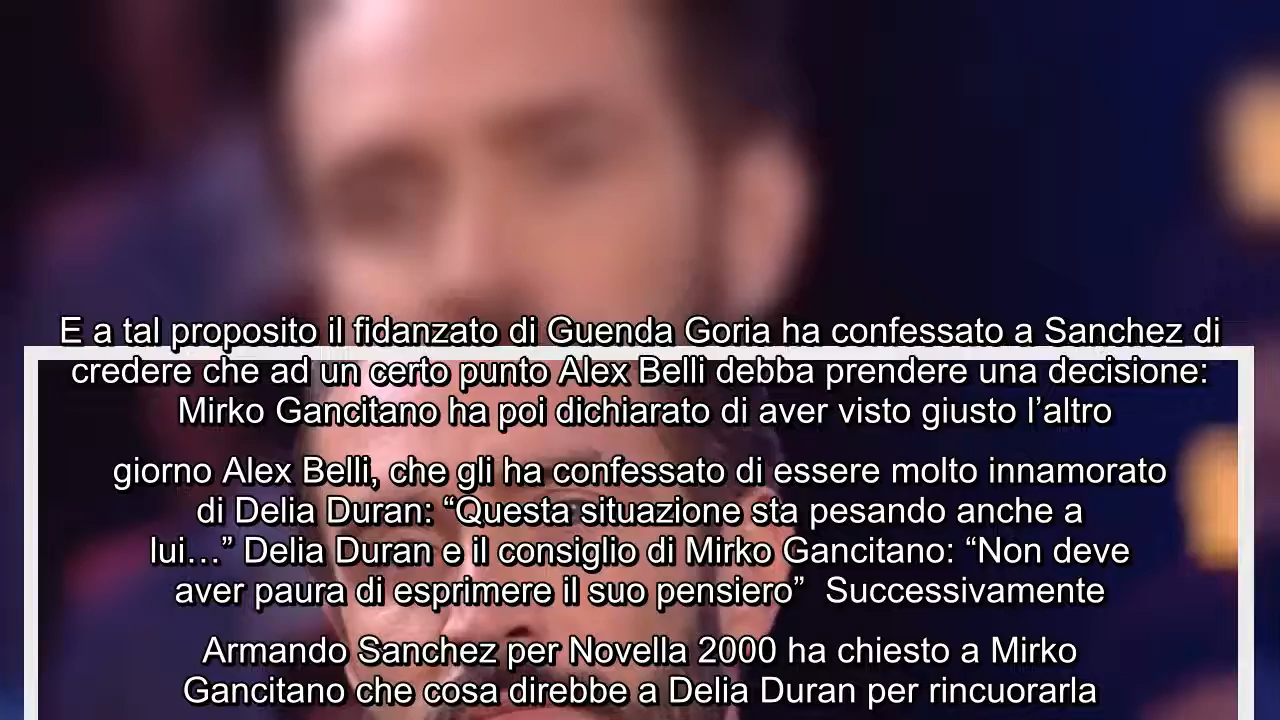 E a tal proposito il fidanzato di Guenda Goria ha confessato a Sanchez di
credere che ad un certo punto Alex Belli debba prendere una decisione:
Mirko Gancitano ha poi dichiarato di aver visto giusto l’altro
giorno Alex Belli, che gli ha confessato di essere molto innamorato
di Delia Duran: “Questa situazione sta pesando anche a
lui…” Delia Duran e il consiglio di Mirko Gancitano: “Non deve
aver paura di esprimere il suo pensiero”  Successivamente
Armando Sanchez per Novella 2000 ha chiesto a Mirko
Gancitano che cosa direbbe a Delia Duran per rincuorarla